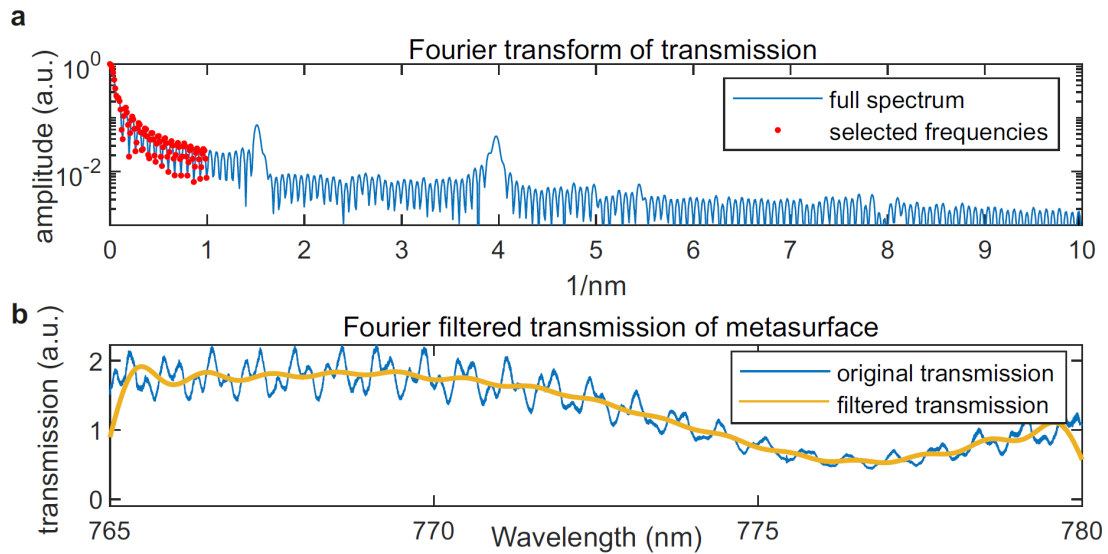 a
Fourier transform of transmission
amplitude (a.u.)
10^0
10^-2
full spectrum
selected frequencies
0 1 2 3 4 5 6 7 8 9 10
1/nm
b
Fourier filtered transmission of metasurface
transmission (a.u.)
2
1
0
original transmission
filtered transmission
765 770 775 780
Wavelength (nm)